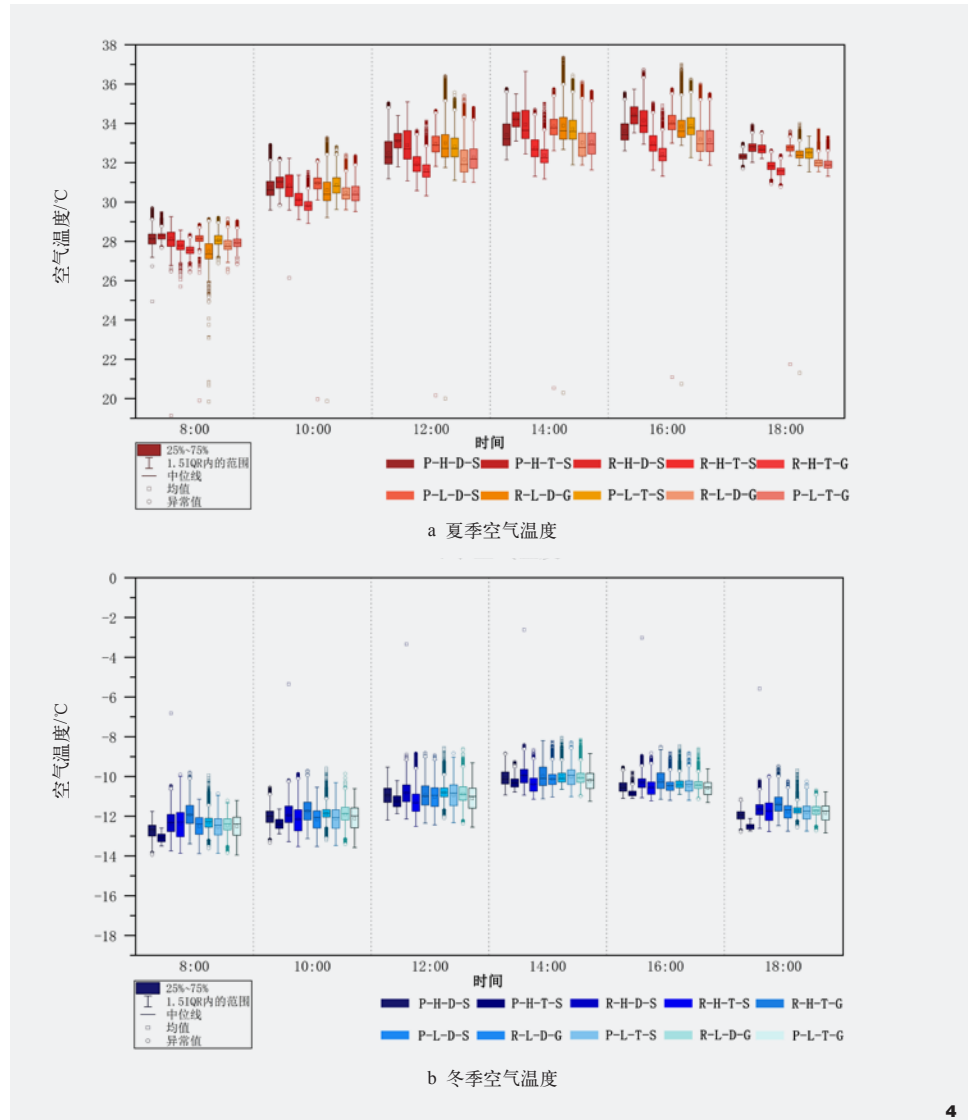 38
36
34
32
30
28
26
24
22
20
空气温度/℃
8:00 10:00 12:00 14:00 16:00 18:00
时间
25%~75%
1.5IQR内的范围
中位线
均值
异常值
P-H-D-S P-H-T-S R-H-D-S R-H-T-S R-H-T-G
P-L-D-S R-L-D-G P-L-T-S R-L-D-G P-L-T-G
a 夏季空气温度
0
-2
-4
-6
-8
-10
-12
-14
-16
-18
空气温度/℃
8:00 10:00 12:00 14:00 16:00 18:00
时间
25%~75%
1.5IQR内的范围
中位线
均值
异常值
P-H-D-S P-H-T-S R-H-D-S R-H-T-S R-H-T-G
P-L-D-S R-L-D-G P-L-T-S R-L-D-G P-L-T-G
b 冬季空气温度
4